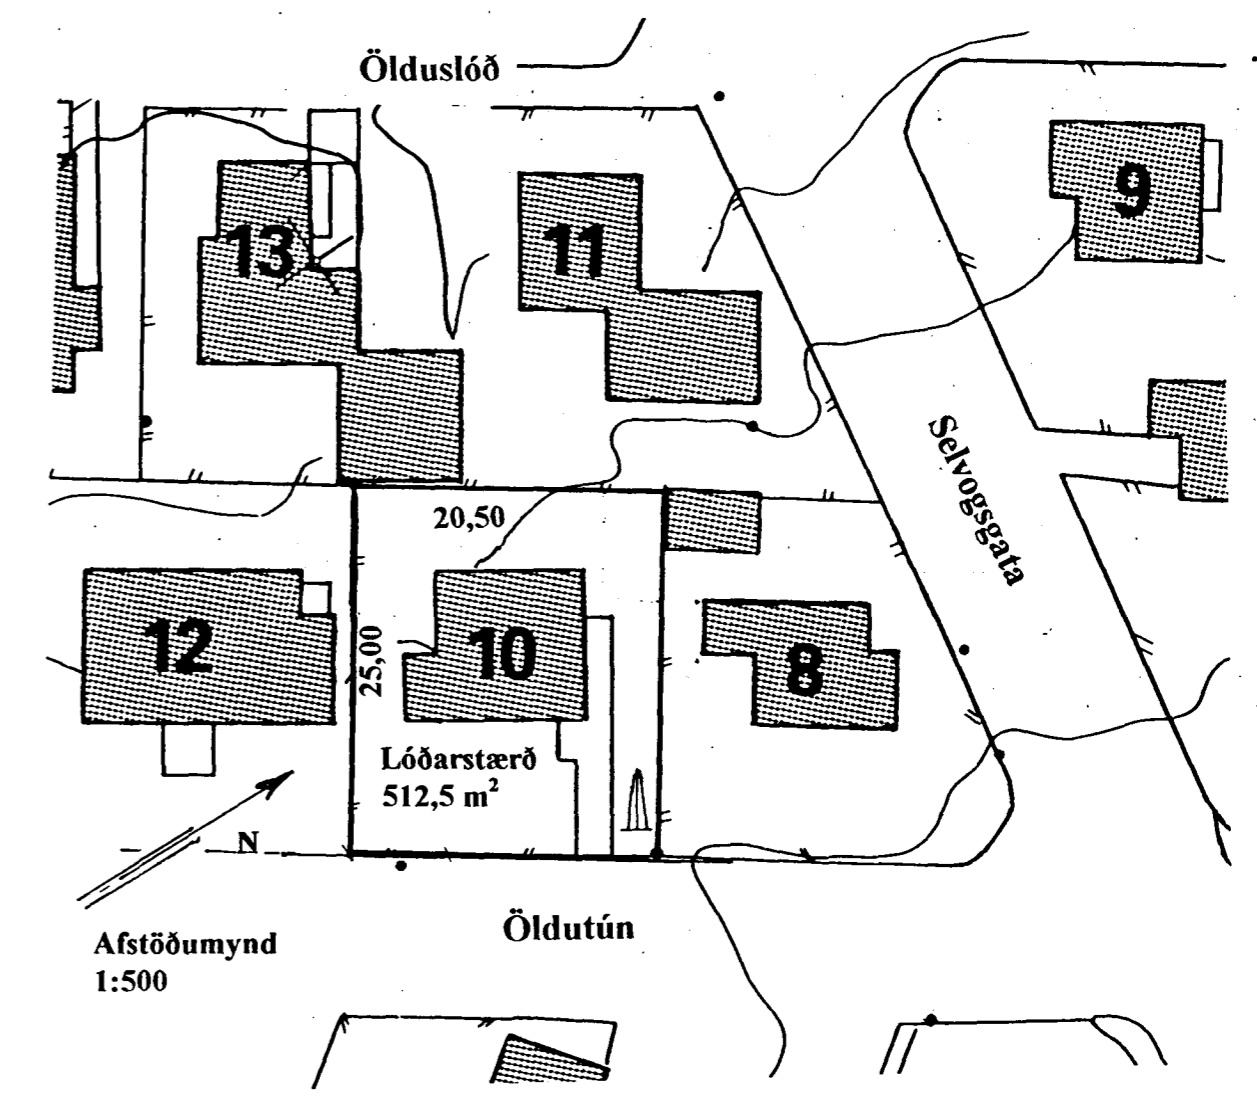 Ölduslóð
9
13
11
Selvogsgata
20,50
12
25,00
10
8
Lóðarstærð
512,5 m²
N
Öldutún
Afstöðumynd
1:500